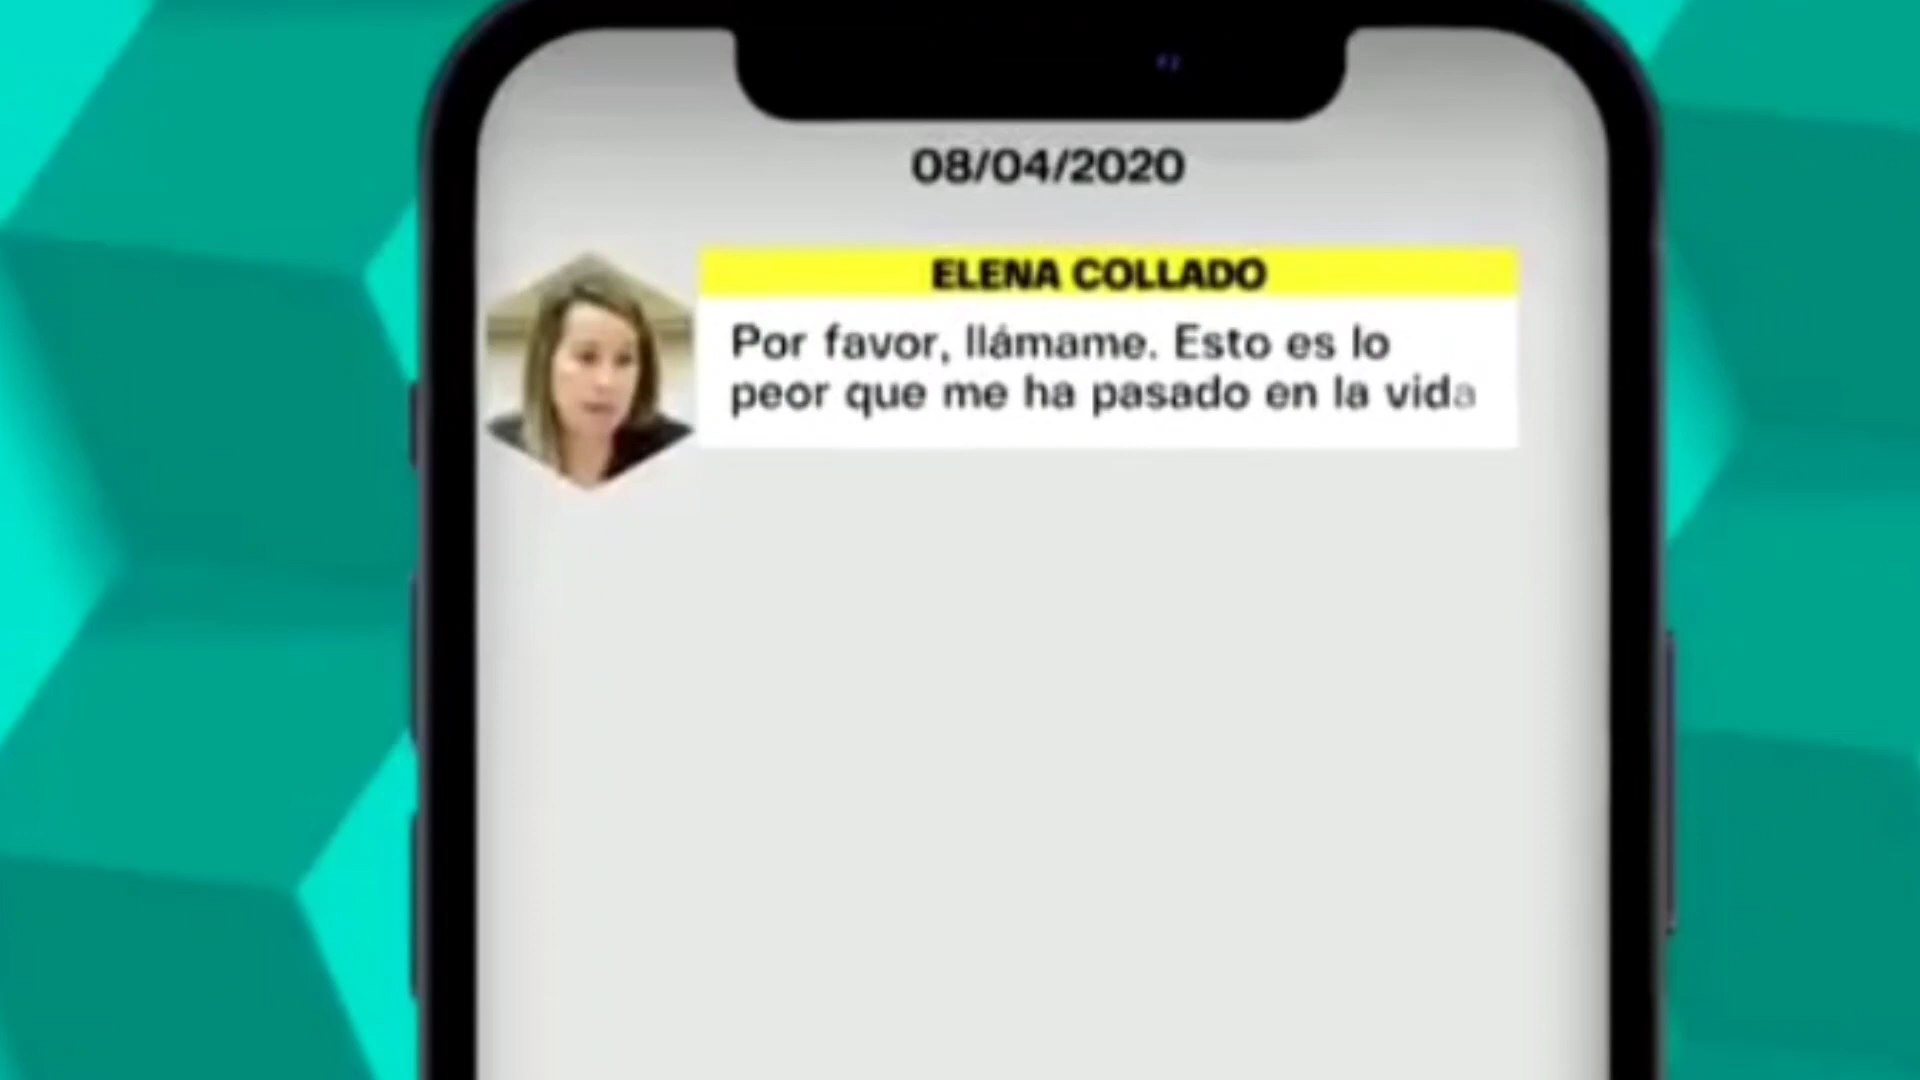 08/04/2020
ELENA COLLADO
Por favor, llámame. Esto es lo
peor que me ha pasado en la vida